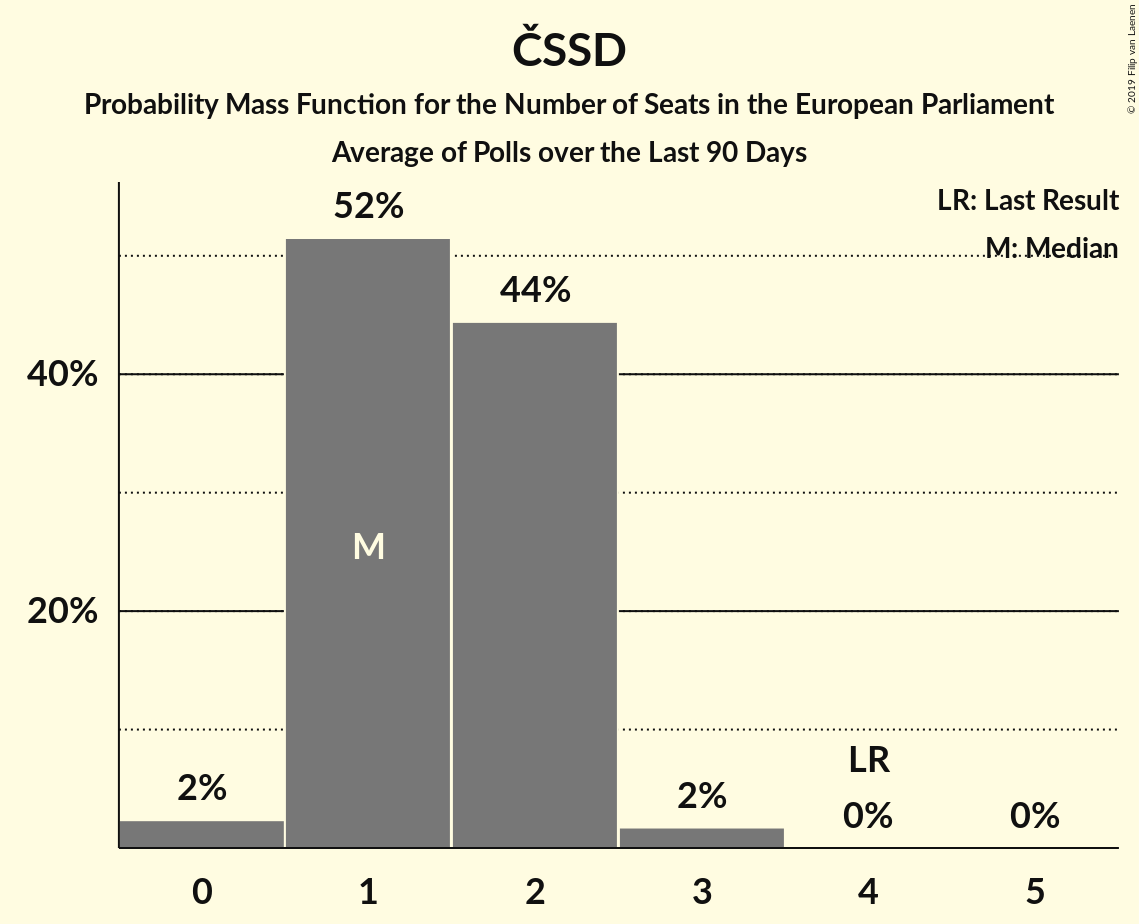 ČSSD
Probability Mass Function for the Number of Seats in the European Parliament
Average of Polls over the Last 90 Days
© 2019 Filip van Laenen
LR: Last Result
M: Median
52%
44%
40%
M
20%
LR
2%
2%
0%
0%
0
1
2
3
4
5